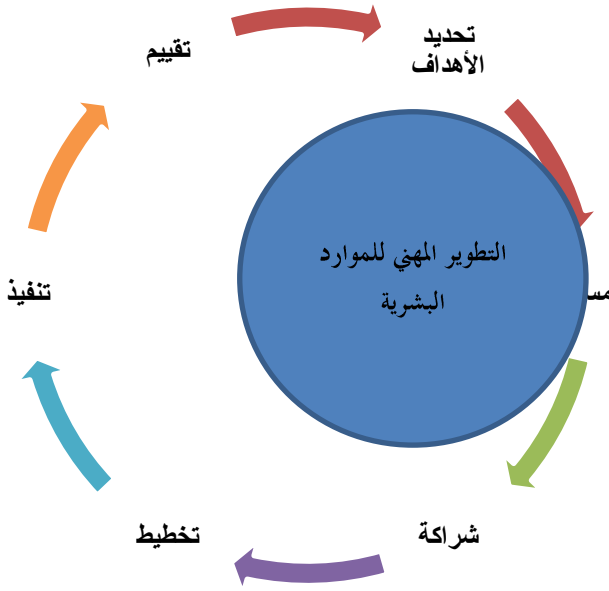 تحديد
الأهداف
تقييم
التطوير المهني للموارد
البشرية
تنفيذ
شراكة
تخطيط